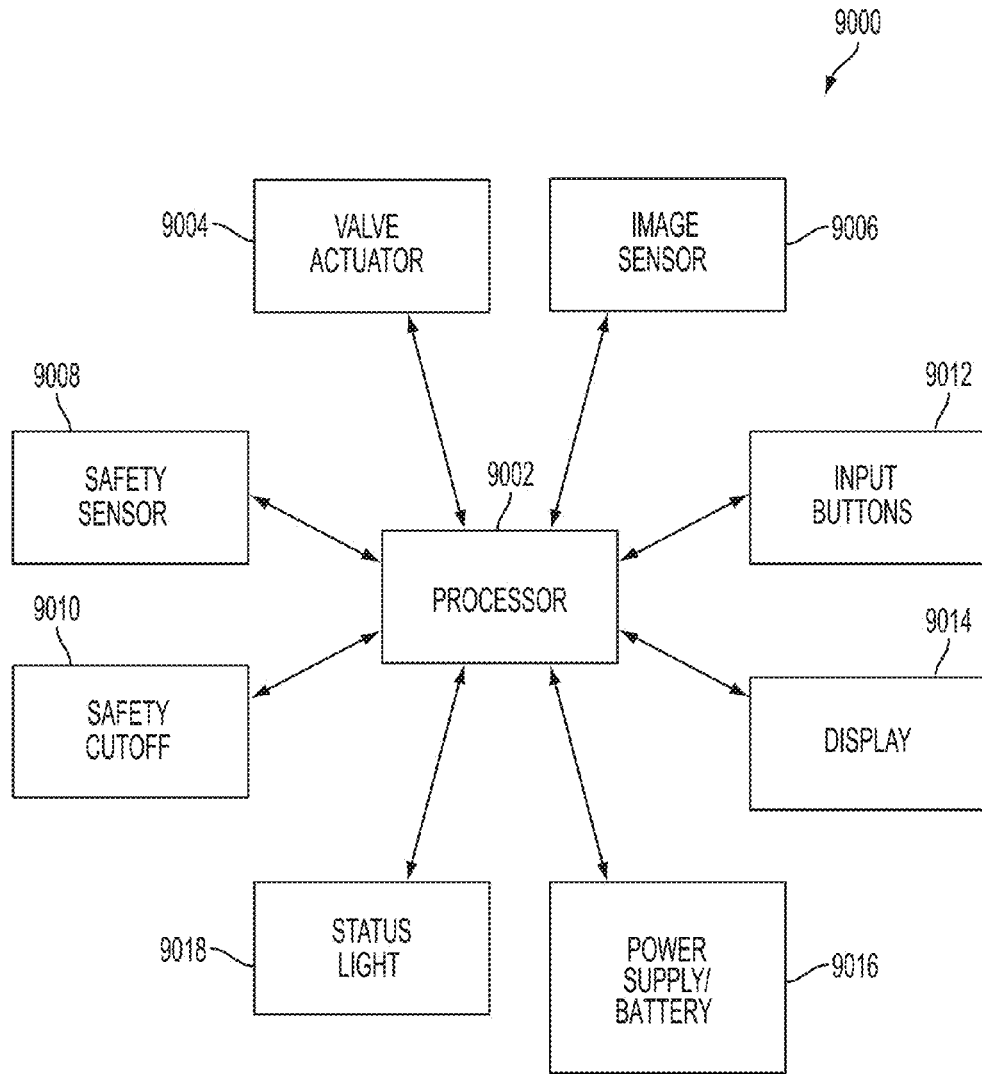 9000
9004
VALVE
ACTUATOR
IMAGE
SENSOR
9006
9008
SAFETY
SENSOR
9002
PROCESSOR
9012
INPUT
BUTTONS
9010
SAFETY
CUTOFF
9014
DISPLAY
9018
STATUS
LIGHT
POWER
SUPPLY/
BATTERY
9016